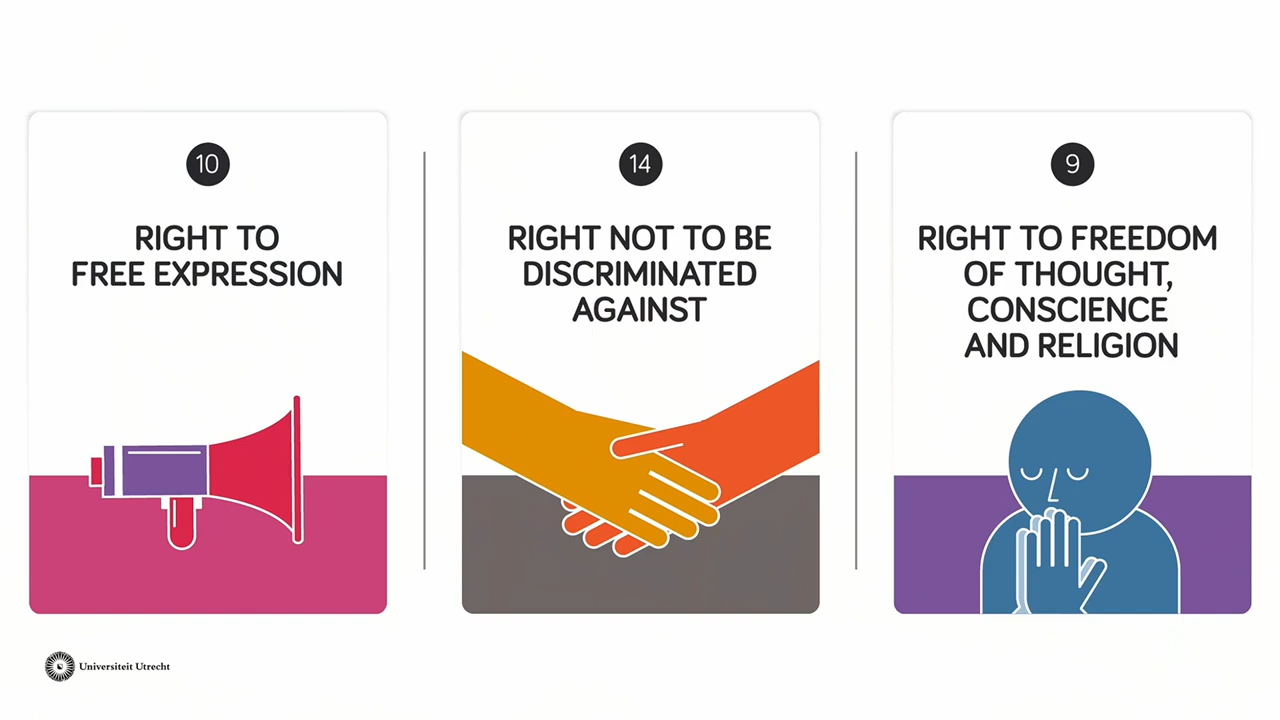 10
RIGHT TO
FREE EXPRESSION
14
RIGHT NOT TO BE
DISCRIMINATED
AGAINST
9
RIGHT TO FREEDOM
OF THOUGHT,
CONSCIENCE
AND RELIGION
Universiteit Utrecht